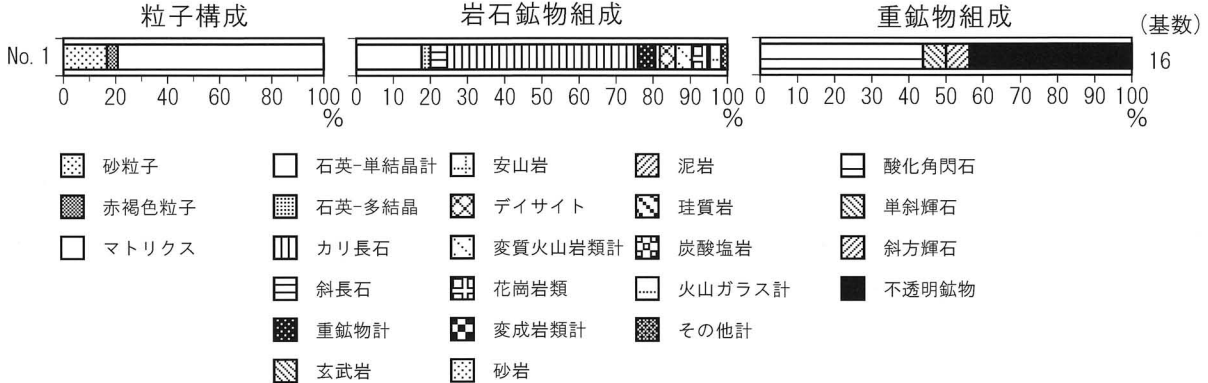 粒子構成 岩石鉱物組成 重鉱物組成 (基数)
No. 1 16
0 20 40 60 80 100 0 10 20 30 40 50 60 70 80 90 100 0 10 20 30 40 50 60 70 80 90 100
% % %
砂粒子 石英-単結晶計 安山岩 泥岩 酸化角閃石
赤褐色粒子 石英-多結晶 デイサイト 珪質岩 単斜輝石
マトリクス カリ長石 変質火山岩類計 炭酸塩岩 斜方輝石
斜長石 花崗岩類 火山ガラス計 不透明鉱物
重鉱物計 変成岩類計 その他計
玄武岩 砂岩